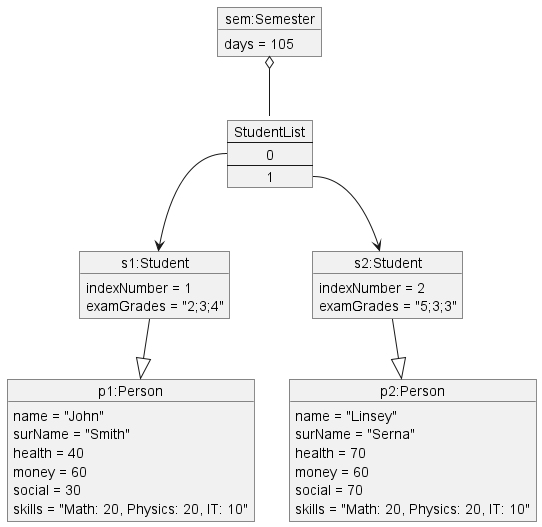 sem:Semester
days = 105
StudentList
0
1
s1:Student
indexNumber = 1
examGrades = "2;3;4"
s2:Student
indexNumber = 2
examGrades = "5;3;3"
p1:Person
name = "John"
surName = "Smith"
health = 40
money = 60
social = 30
skills = "Math: 20, Physics: 20, IT: 10"
p2:Person
name = "Linsey"
surName = "Serna"
health = 70
money = 60
social = 70
skills = "Math: 20, Physics: 20, IT: 10"